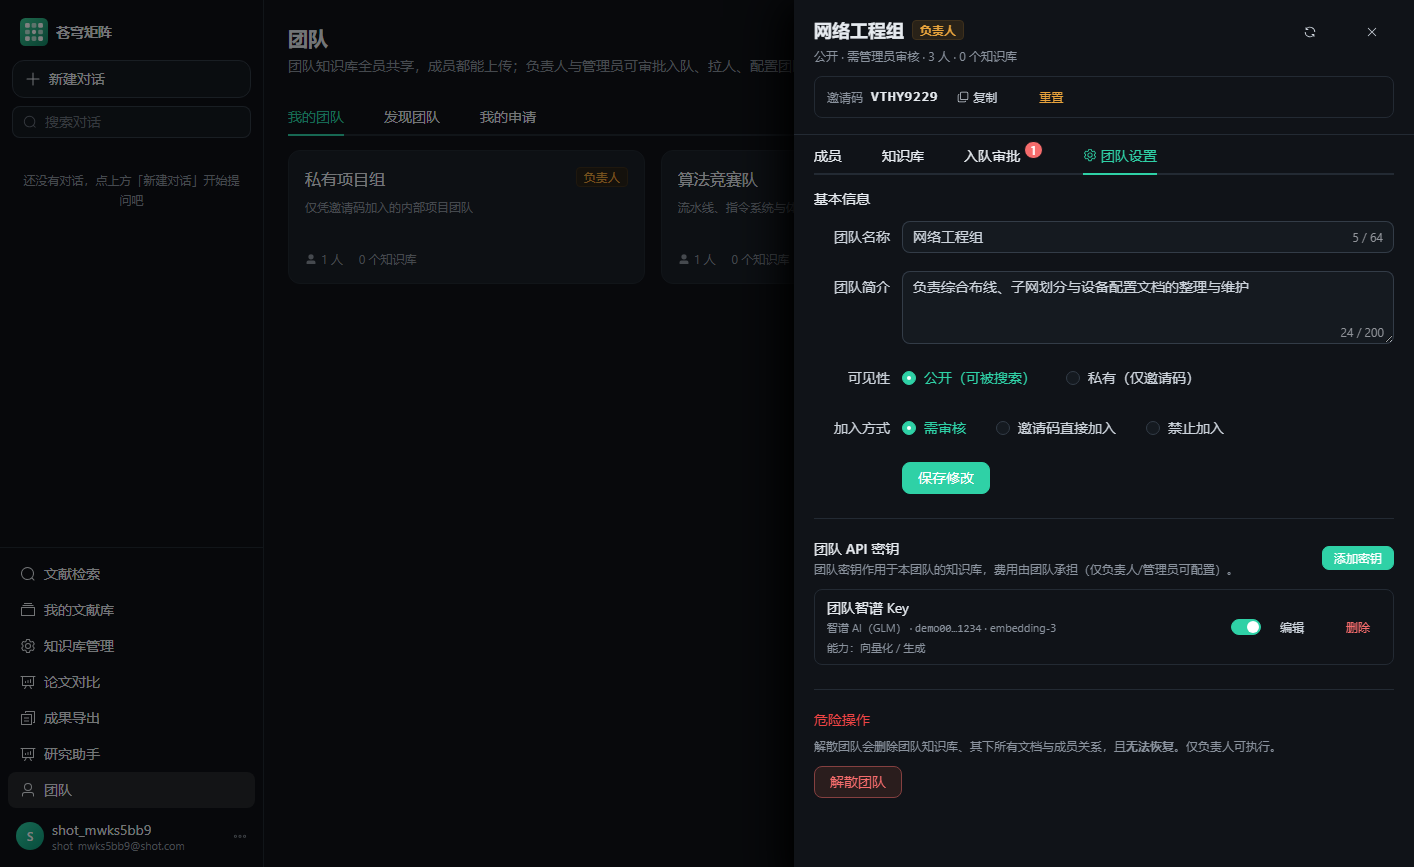 苍穹矩阵
新建对话
搜索对话
还没有对话，点上方「新建对话」开始提
问吧
文献检索
我的文献库
知识库管理
论文对比
成果导出
研究助手
团队
S
shot_mwks5bb9
shot_mwks5bb9@shot.com
团队
团队知识库全员共享，成员都能上传；负责人与管理员可审批入队、拉人、配置团
我的团队 发现团队 我的申请
私有项目组 负责人
仅凭邀请码加入的内部项目团队
1 人 0 个知识库
算法竞赛队
流水线、指令系统与
1 人 0 个知识库
网络工程组 负责人
公开 · 需管理员审核 · 3 人 · 0 个知识库
邀请码 VTHY9229 复制 重置
成员 知识库 入队审批 1 团队设置
基本信息
团队名称 网络工程组 5 / 64
团队简介 负责综合布线、子网划分与设备配置文档的整理与维护
24 / 200
可见性 公开（可被搜索） 私有（仅邀请码）
加入方式 需审核 邀请码直接加入 禁止加入
保存修改
团队 API 密钥
团队密钥作用于本团队的知识库，费用由团队承担（仅负责人/管理员可配置）。
添加密钥
团队智谱 Key
智谱 AI（GLM） · demo00…1234 · embedding-3
能力：向量化 / 生成
编辑 删除
危险操作
解散团队会删除团队知识库、其下所有文档与成员关系，且无法恢复。仅负责人可执行。
解散团队